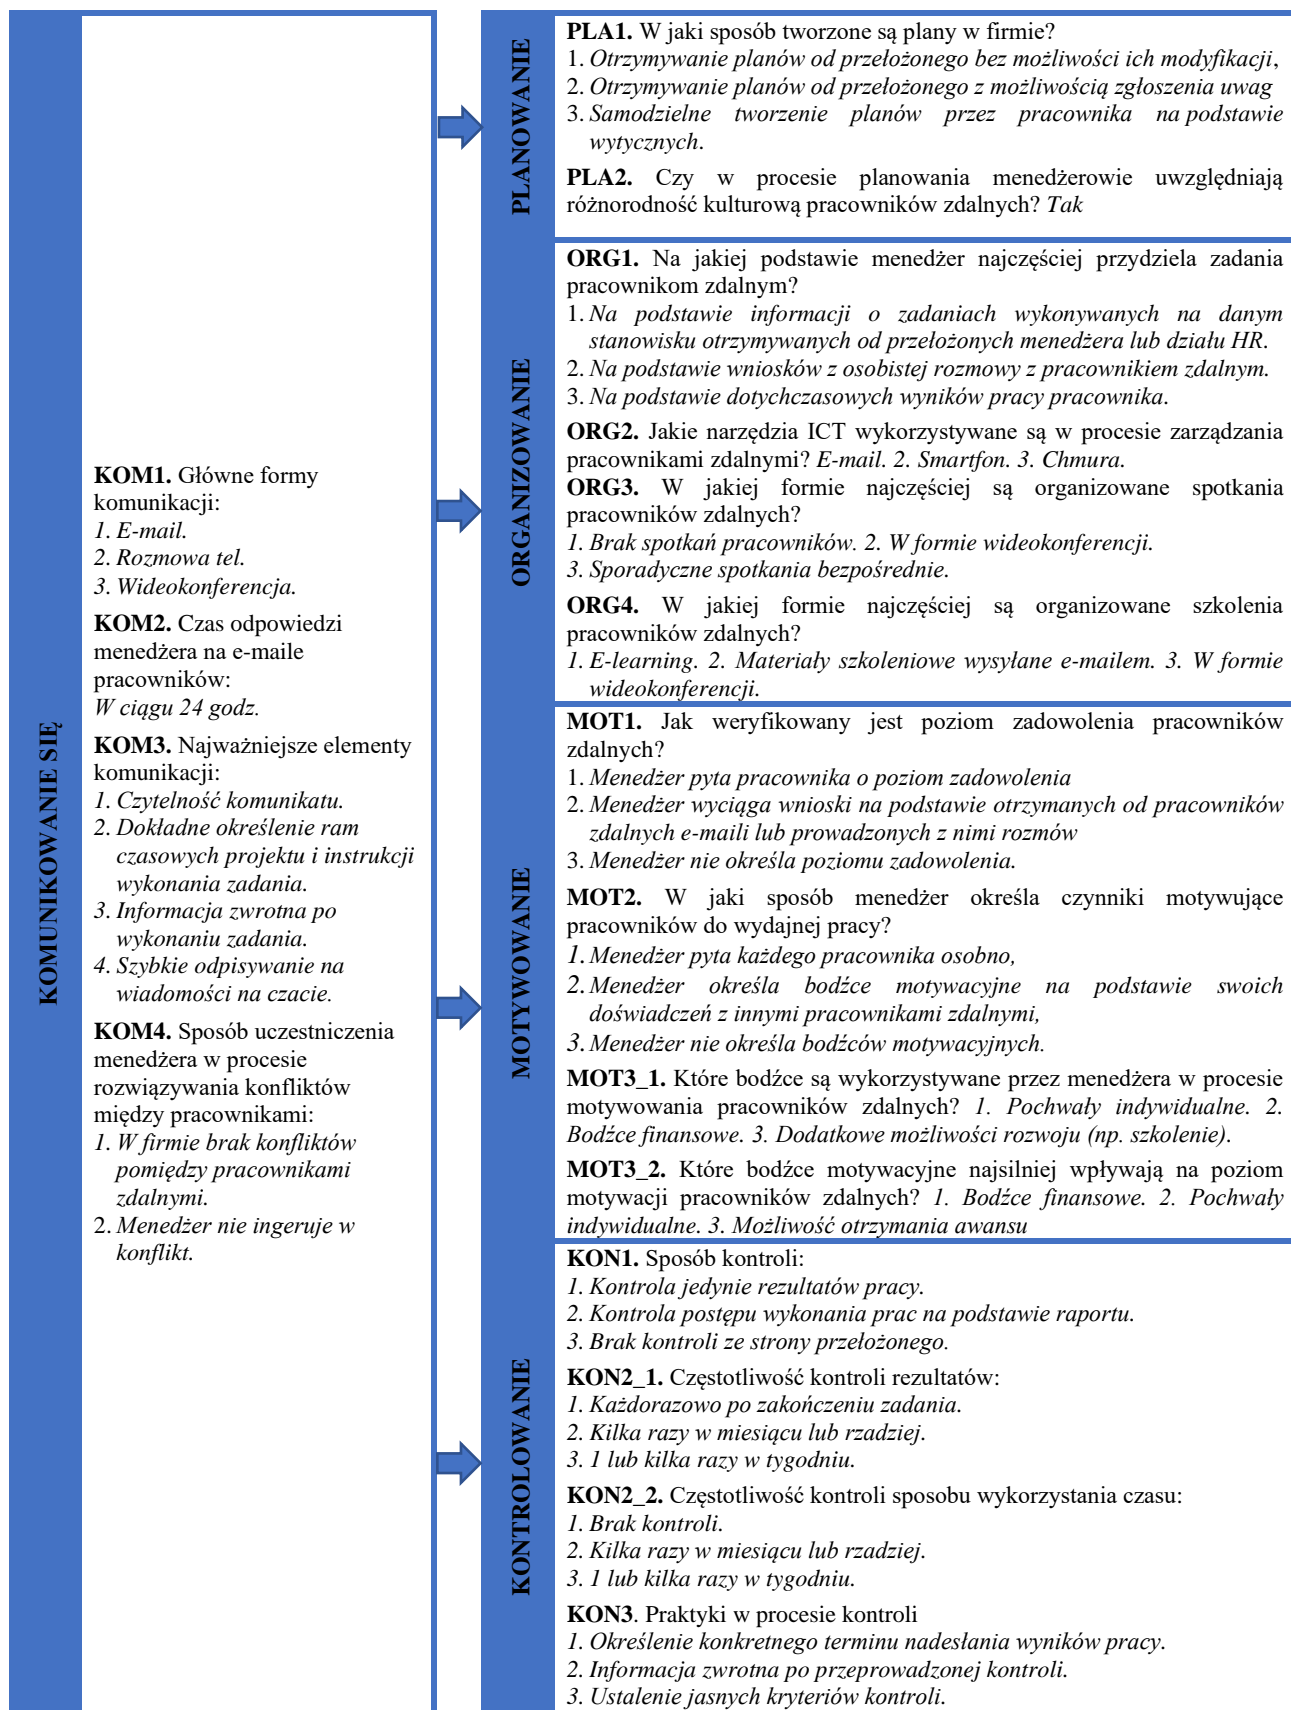 KOMUNIKOWANIE SIĘ
KOM1. Główne formy
komunikacji:
1. E-mail.
2. Rozmowa tel.
3. Wideokonferencja.
KOM2. Czas odpowiedzi
menedżera na e-maile
pracowników:
W ciągu 24 godz.
KOM3. Najważniejsze elementy
komunikacji:
1. Czytelność komunikatu.
2. Dokładne określenie ram
czasowych projektu i instrukcji
wykonania zadania.
3. Informacja zwrotna po
wykonaniu zadania.
4. Szybkie odpisywanie na
wiadomości na czacie.
KOM4. Sposób uczestniczenia
menedżera w procesie
rozwiązywania konfliktów
między pracownikami:
1. W firmie brak konfliktów
pomiędzy pracownikami
zdalnymi.
2. Menedżer nie ingeruje w
konflikt.
PLANOWANIE
PLA1. W jaki sposób tworzone są plany w firmie?
1. Otrzymywanie planów od przełożonego bez możliwości ich modyfikacji,
2. Otrzymywanie planów od przełożonego z możliwością zgłoszenia uwag
3. Samodzielne tworzenie planów przez pracownika na podstawie
wytycznych.
PLA2. Czy w procesie planowania menedżerowie uwzględniają
różnorodność kulturową pracowników zdalnych? Tak
ORGANIZOWANIE
ORG1. Na jakiej podstawie menedżer najczęściej przydziela zadania
pracownikom zdalnym?
1. Na podstawie informacji o zadaniach wykonywanych na danym
stanowisku otrzymywanych od przełożonych menedżera lub działu HR.
2. Na podstawie wniosków z osobistej rozmowy z pracownikiem zdalnym.
3. Na podstawie dotychczasowych wyników pracy pracownika.
ORG2. Jakie narzędzia ICT wykorzystywane są w procesie zarządzania
pracownikami zdalnymi? E-mail. 2. Smartfon. 3. Chmura.
ORG3. W jakiej formie najczęściej są organizowane spotkania
pracowników zdalnych?
1. Brak spotkań pracowników. 2. W formie wideokonferencji.
3. Sporadyczne spotkania bezpośrednie.
ORG4. W jakiej formie najczęściej są organizowane szkolenia
pracowników zdalnych?
1. E-learning. 2. Materiały szkoleniowe wysyłane e-mailem. 3. W formie
wideokonferencji.
MOTYWOWANIE
MOT1. Jak weryfikowany jest poziom zadowolenia pracowników
zdalnych?
1. Menedżer pyta pracownika o poziom zadowolenia
2. Menedżer wyciąga wnioski na podstawie otrzymanych od pracowników
zdalnych e-maili lub prowadzonych z nimi rozmów
3. Menedżer nie określa poziomu zadowolenia.
MOT2. W jaki sposób menedżer określa czynniki motywujące
pracowników do wydajnej pracy?
1. Menedżer pyta każdego pracownika osobno,
2. Menedżer określa bodźce motywacyjne na podstawie swoich
doświadczeń z innymi pracownikami zdalnymi,
3. Menedżer nie określa bodźców motywacyjnych.
MOT3_1. Które bodźce są wykorzystywane przez menedżera w procesie
motywowania pracowników zdalnych? 1. Pochwały indywidualne. 2.
Bodźce finansowe. 3. Dodatkowe możliwości rozwoju (np. szkolenie).
MOT3_2. Które bodźce motywacyjne najsilniej wpływają na poziom
motywacji pracowników zdalnych? 1. Bodźce finansowe. 2. Pochwały
indywidualne. 3. Możliwość otrzymania awansu
KONTROLOWANIE
KON1. Sposób kontroli:
1. Kontrola jedynie rezultatów pracy.
2. Kontrola postępu wykonania prac na podstawie raportu.
3. Brak kontroli ze strony przełożonego.
KON2_1. Częstotliwość kontroli rezultatów:
1. Każdorazowo po zakończeniu zadania.
2. Kilka razy w miesiącu lub rzadziej.
3. 1 lub kilka razy w tygodniu.
KON2_2. Częstotliwość kontroli sposobu wykorzystania czasu:
1. Brak kontroli.
2. Kilka razy w miesiącu lub rzadziej.
3. 1 lub kilka razy w tygodniu.
KON3. Praktyki w procesie kontroli
1. Określenie konkretnego terminu nadesłania wyników pracy.
2. Informacja zwrotna po przeprowadzonej kontroli.
3. Ustalenie jasnych kryteriów kontroli.